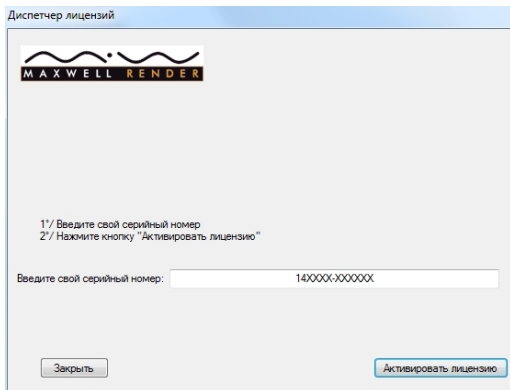 Диспетчер лицензий
MAXWELL RENDER
1°/ Введите свой серийный номер
2°/ Нажмите кнопку "Активировать лицензию"
Введите свой серийный номер: 14XXXX-XXXXXX
Закрыть Активировать лицензию